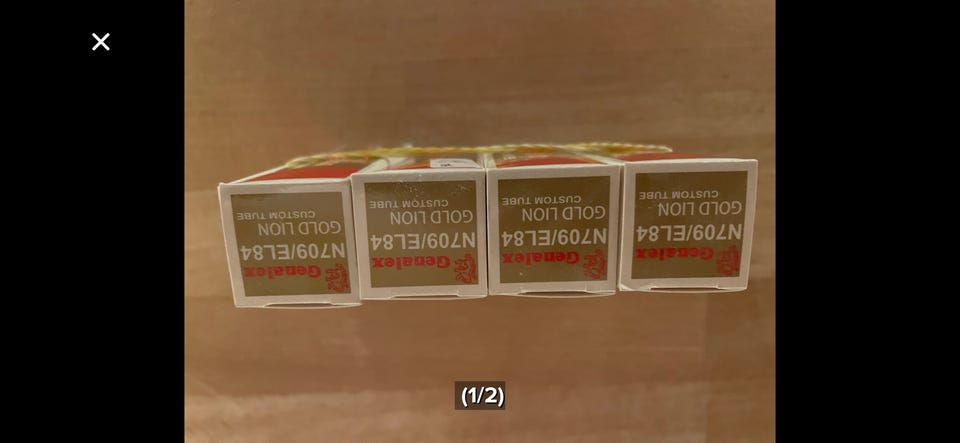 Genalex
N709/EL84
GOLD LION
CUSTOM TUBE
Genalex
N709/EL84
GOLD LION
CUSTOM TUBE
Genalex
N709/EL84
GOLD LION
CUSTOM TUBE
Genalex
N709/EL84
GOLD LION
CUSTOM TUBE
(1/2)